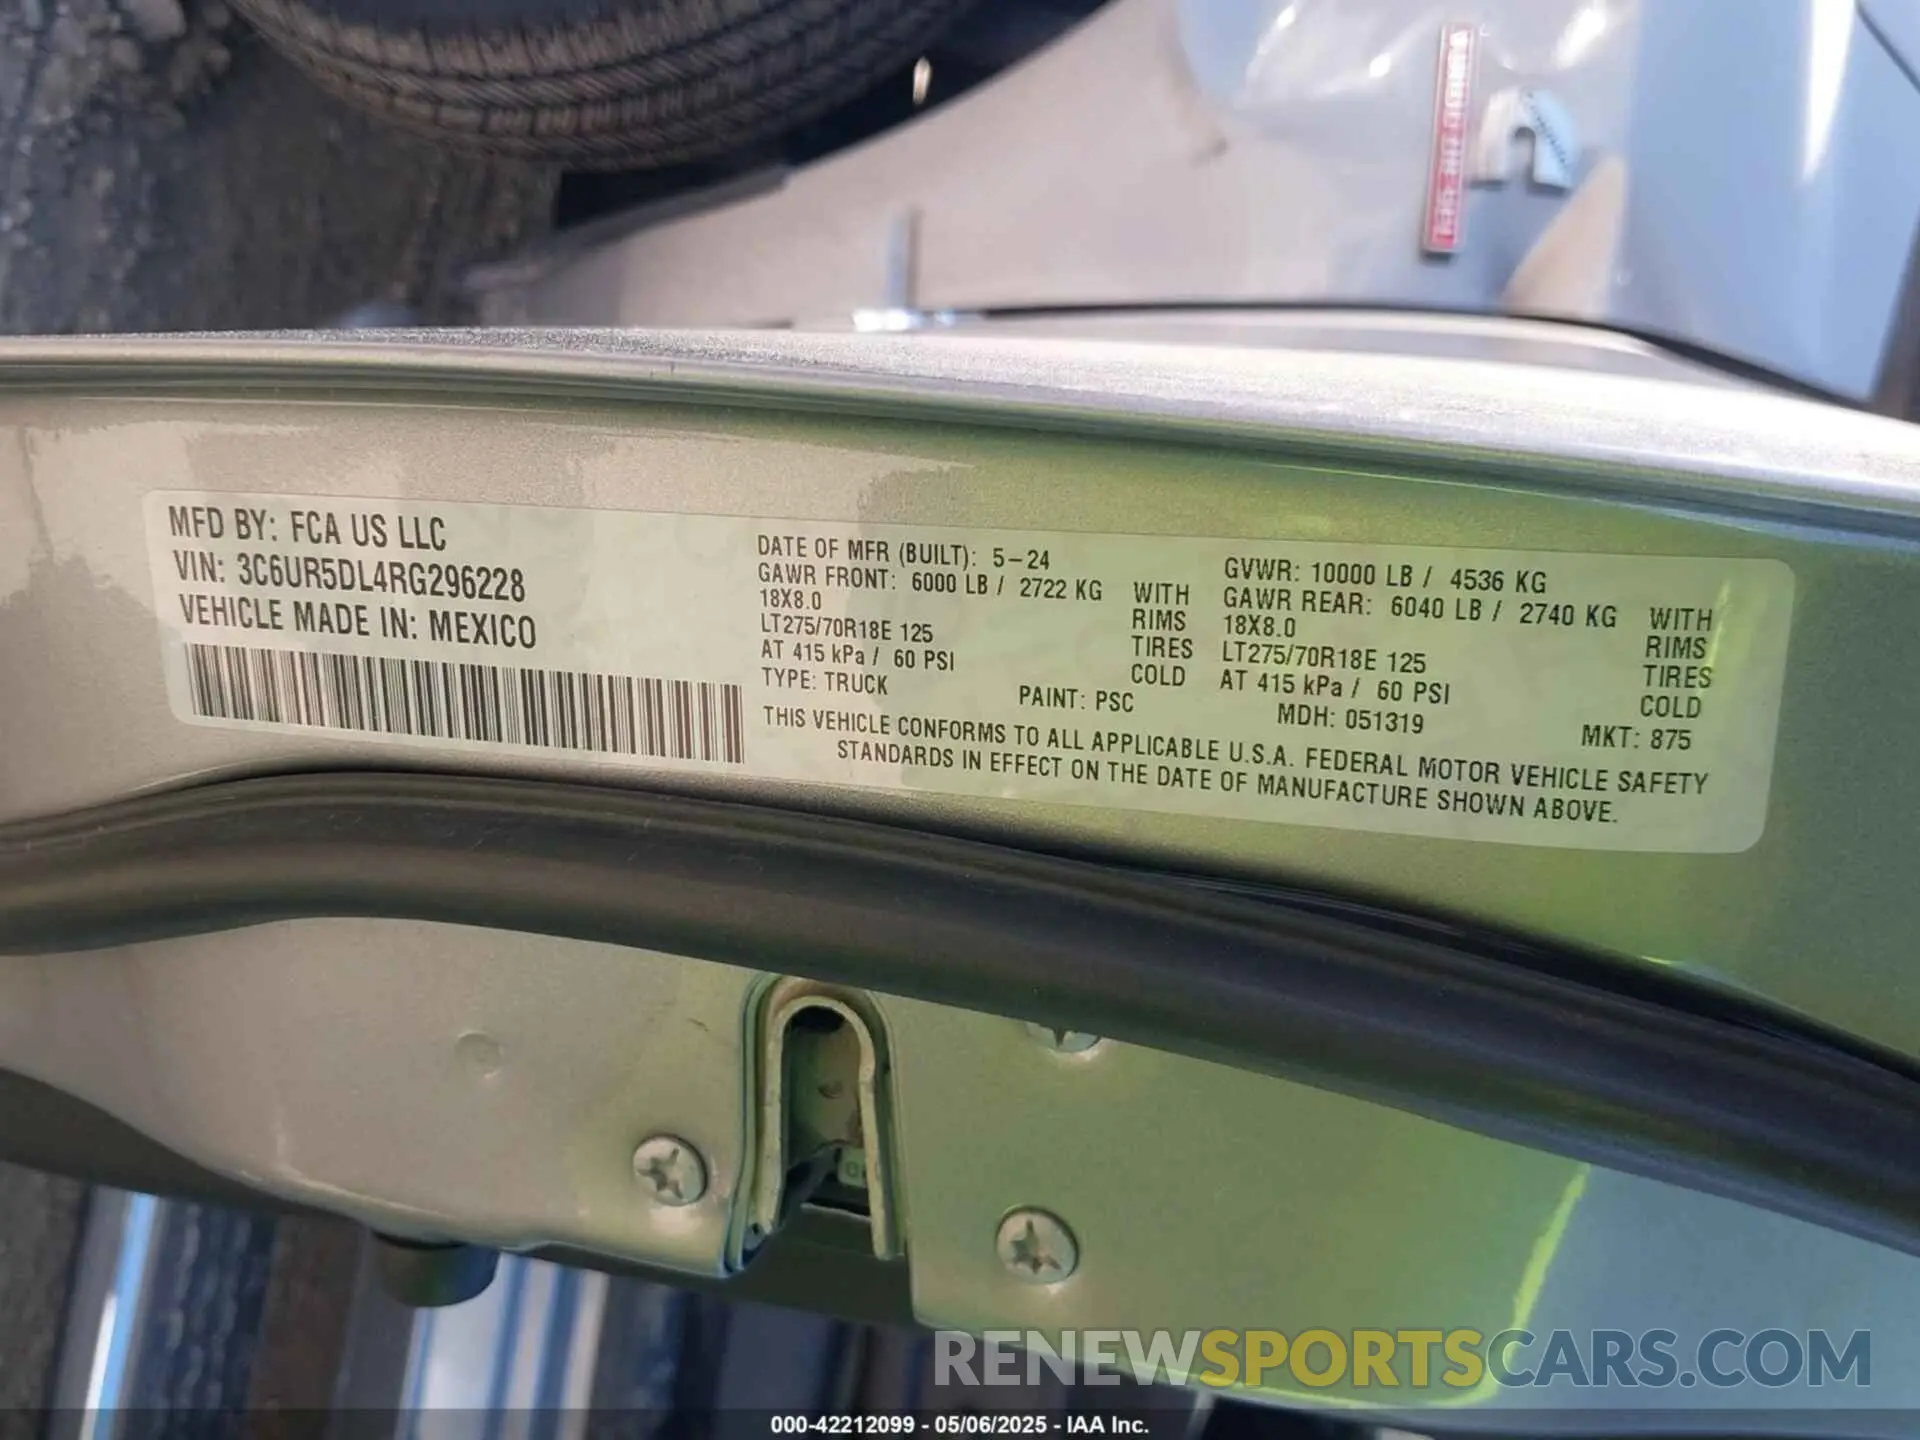 MFD BY: FCA US LLC
VIN: 3C6UR5DL4RG296228
VEHICLE MADE IN: MEXICO
DATE OF MFR (BUILT): 5-24
GAWR FRONT: 6000 LB / 2722 KG WITH
18X8.0 RIMS
LT275/70R18E 125 TIRES
AT 415 kPa / 60 PSI COLD
TYPE: TRUCK
PAINT: PSC
GVWR: 10000 LB / 4536 KG
GAWR REAR: 6040 LB / 2740 KG WITH
18X8.0 RIMS
LT275/70R18E 125 TIRES
AT 415 kPa / 60 PSI COLD
MDH: 051319
MKT: 875
THIS VEHICLE CONFORMS TO ALL APPLICABLE U.S.A. FEDERAL MOTOR VEHICLE SAFETY
STANDARDS IN EFFECT ON THE DATE OF MANUFACTURE SHOWN ABOVE.
RENEWSPORTSCARS.COM
000-42212099 - 05/06/2025 - IAA Inc.